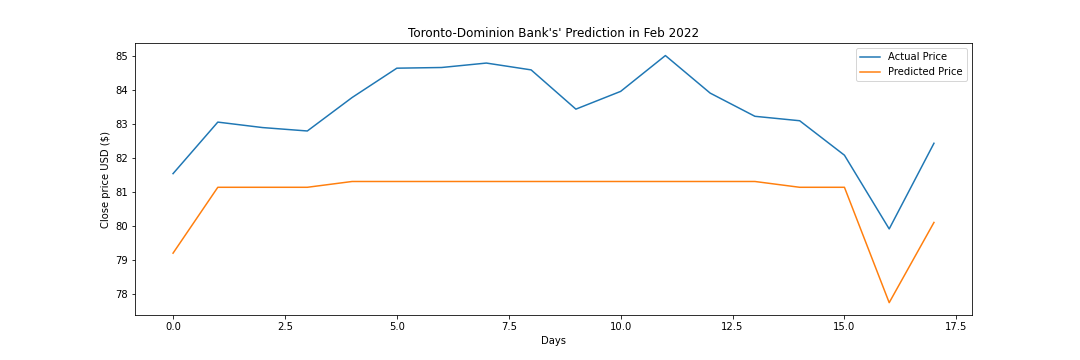 Toronto-Dominion Bank's' Prediction in Feb 2022
Actual Price
Predicted Price
85
84
83
82
81
80
79
78
Close price USD ($)
0.0 2.5 5.0 7.5 10.0 12.5 15.0 17.5
Days